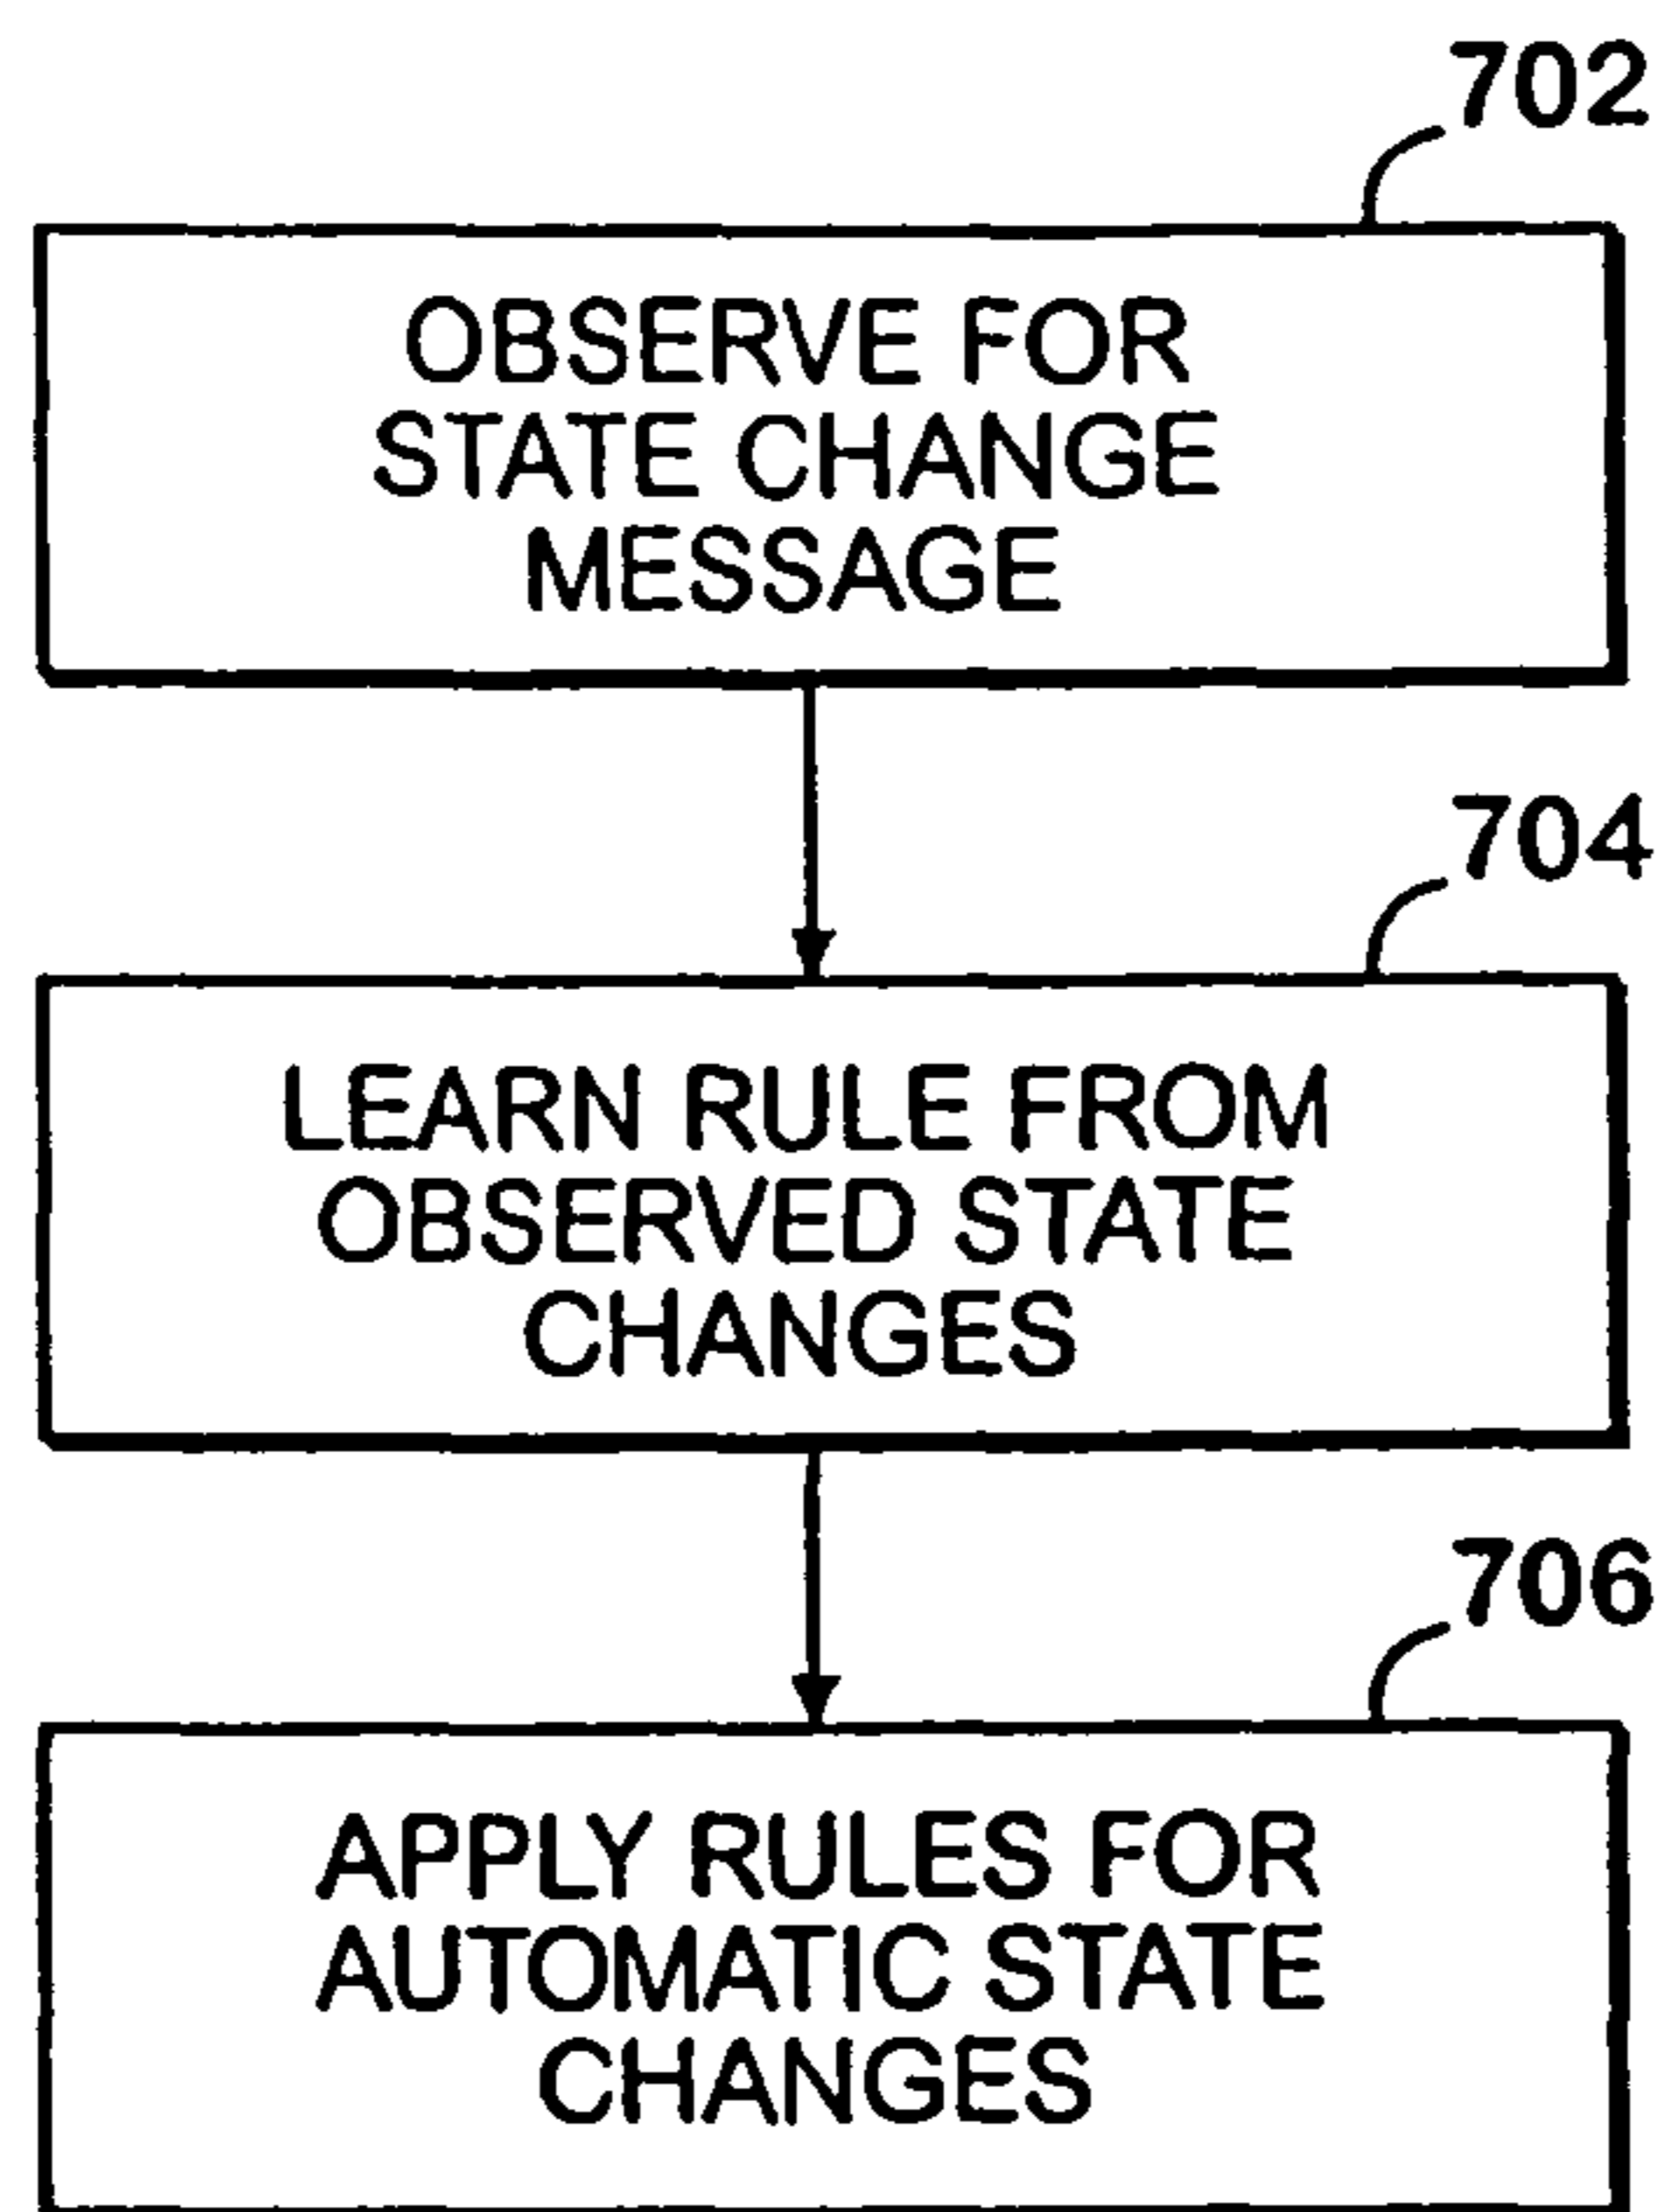 702
OBSERVE FOR
STATE CHANGE
MESSAGE
704
LEARN RULE FROM
OBSERVED STATE
CHANGES
706
APPLY RULES FOR
AUTOMATIC STATE
CHANGES